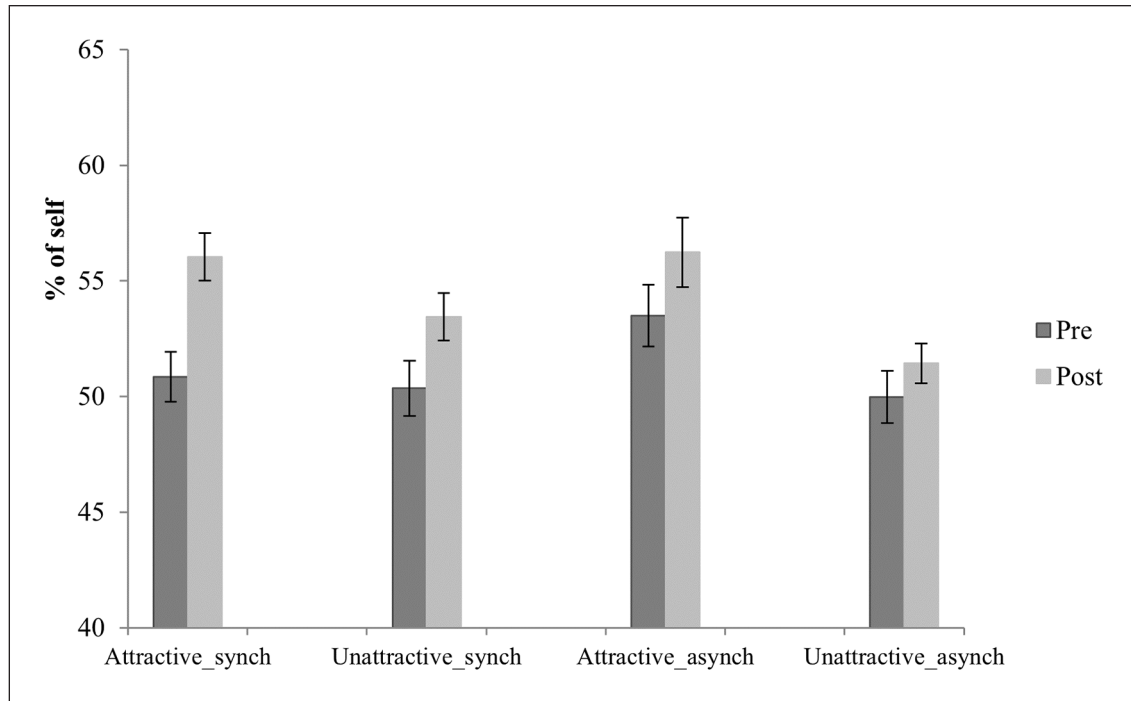 65
60
55
50
45
40
% of self
Pre
Post
Attractive_synch
Unattractive_synch
Attractive_asynch
Unattractive_asynch